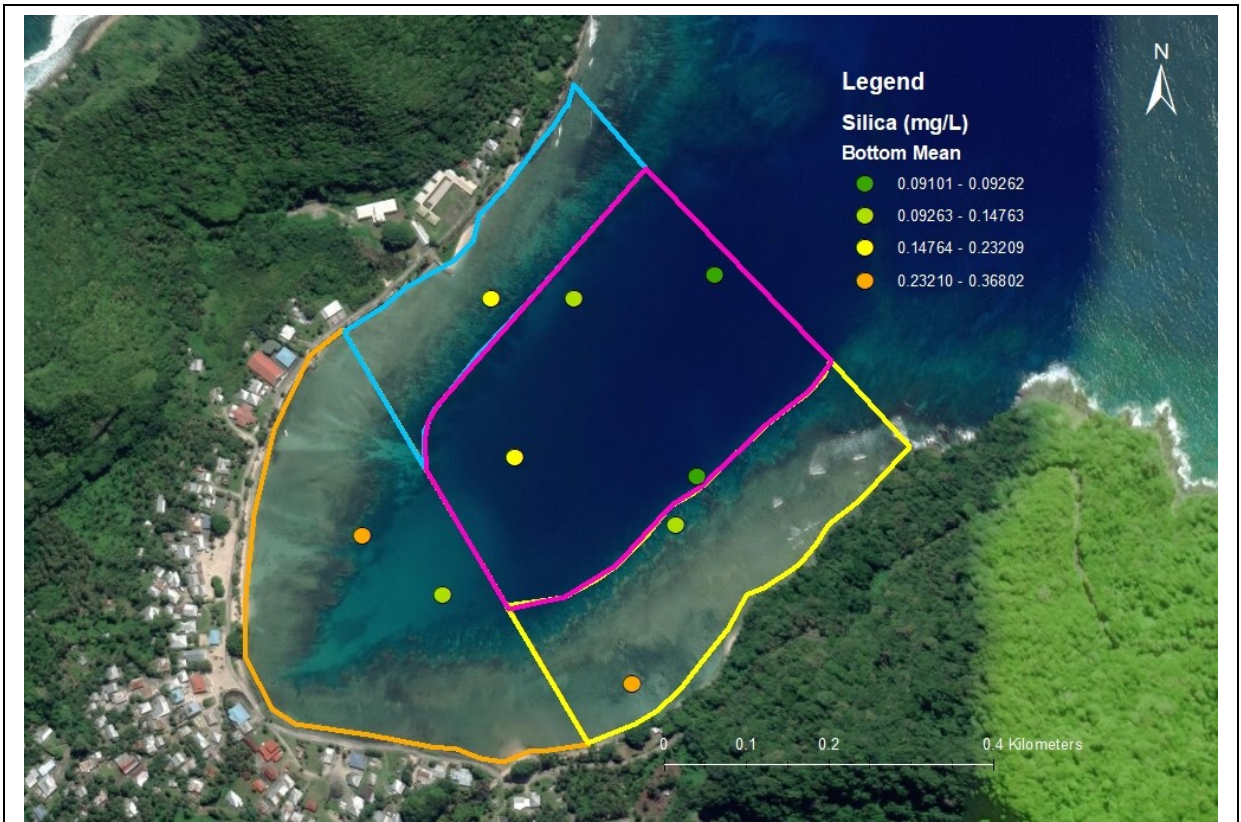 N
Legend
Silica (mg/L)
Bottom Mean
0.09101 - 0.09262
0.09263 - 0.14763
0.14764 - 0.23209
0.23210 - 0.36802
0 0.1 0.2 0.4 Kilometers